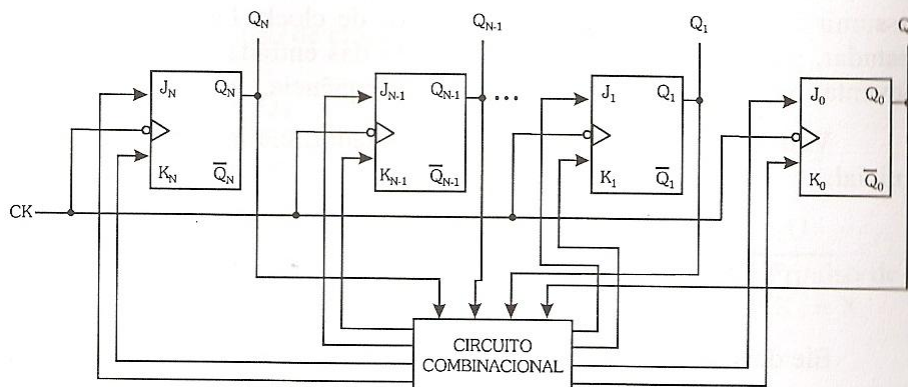 Q_N Q_N-1 Q_1 Q
J_N Q_N J_N-1 Q_N-1 ... J_1 Q_1 J_0 Q_0
K_N Q̅_N K_N-1 Q̅_N-1 K_1 Q̅_1 K_0 Q̅_0
CK
CIRCUITO
COMBINACIONAL